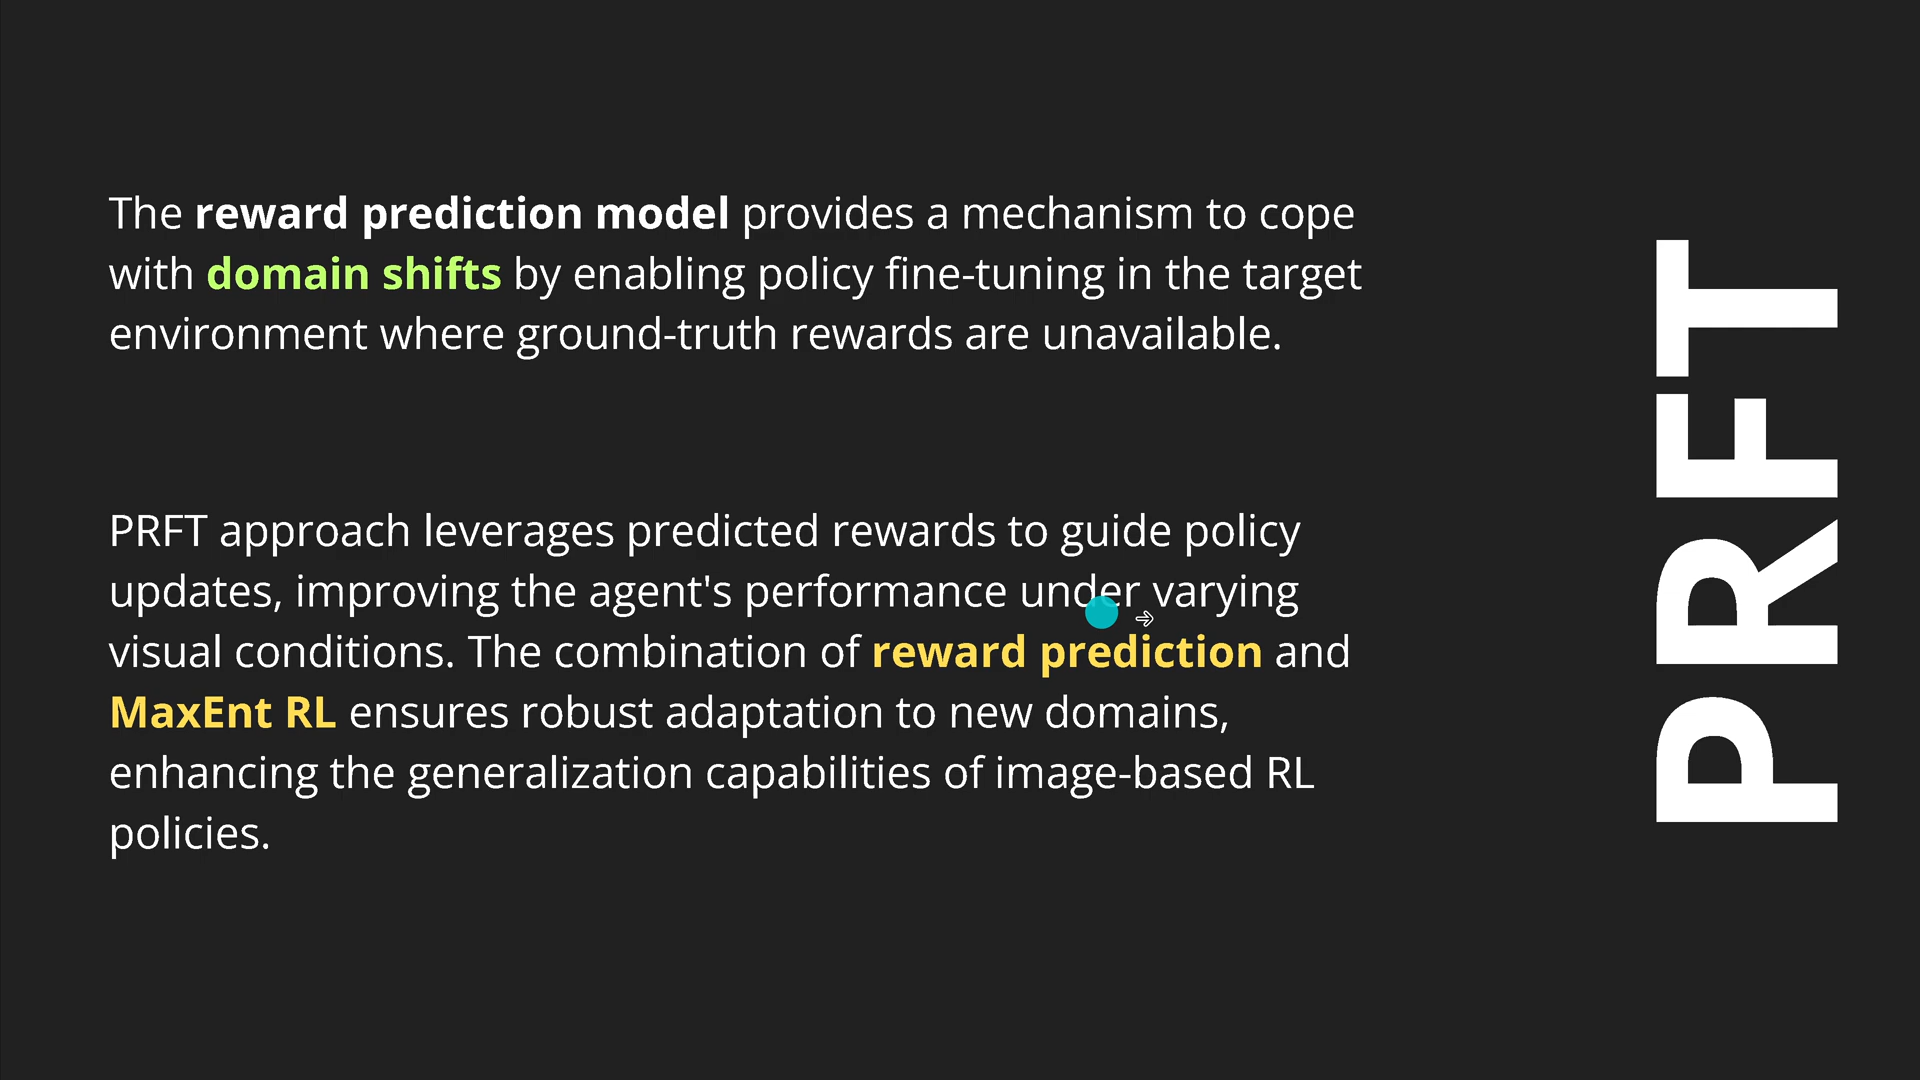 The reward prediction model provides a mechanism to cope
with domain shifts by enabling policy fine-tuning in the target
environment where ground-truth rewards are unavailable.
PRFT approach leverages predicted rewards to guide policy
updates, improving the agent's performance under varying
visual conditions. The combination of reward prediction and
MaxEnt RL ensures robust adaptation to new domains,
enhancing the generalization capabilities of image-based RL
policies.
PRFT